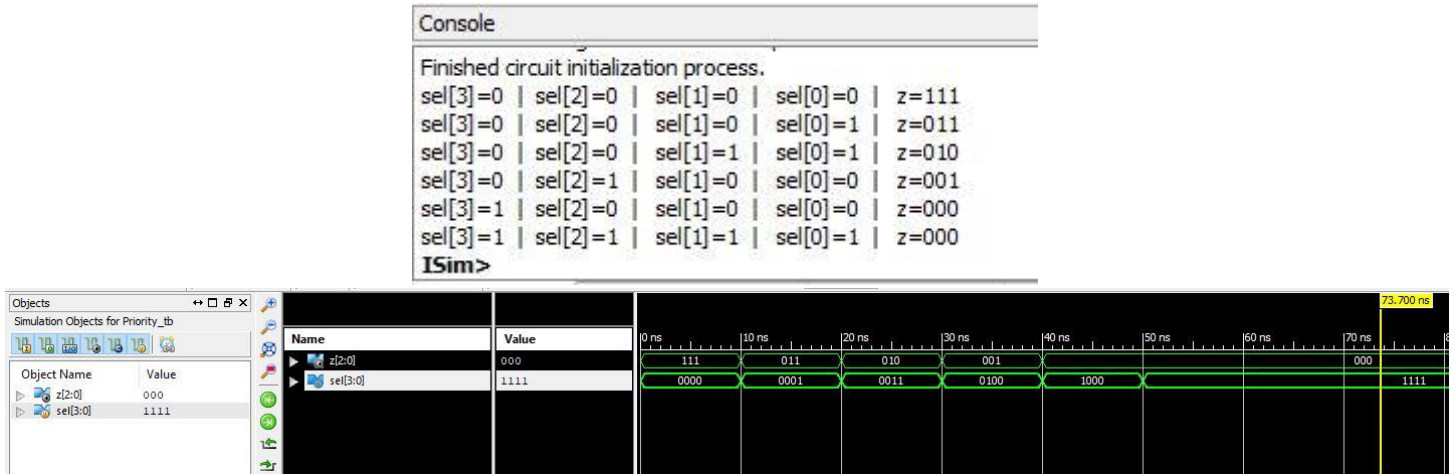 Console
Finished circuit initialization process.
sel[3]=0 | sel[2]=0 | sel[1]=0 | sel[0]=0 | z=111
sel[3]=0 | sel[2]=0 | sel[1]=0 | sel[0]=1 | z=011
sel[3]=0 | sel[2]=0 | sel[1]=1 | sel[0]=1 | z=010
sel[3]=0 | sel[2]=1 | sel[1]=0 | sel[0]=0 | z=001
sel[3]=1 | sel[2]=0 | sel[1]=0 | sel[0]=0 | z=000
sel[3]=1 | sel[2]=1 | sel[1]=1 | sel[0]=1 | z=000
ISim>
Objects
Simulation Objects for Priority_tb
Object Name Value
z[2:0] 000
sel[3:0] 1111
73.700 ns
Name Value 0 ns 10 ns 20 ns 30 ns 40 ns 50 ns 60 ns 70 ns
z[2:0] 000 111 011 010 001 000
sel[3:0] 1111 0000 0001 0011 0100 1000 1111